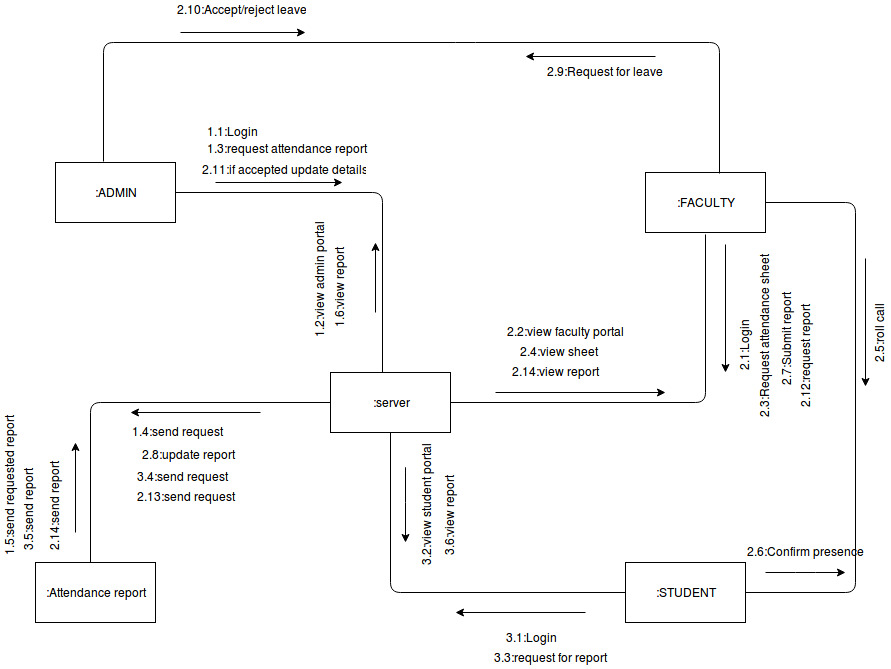 2.10:Accept/reject leave
2.9:Request for leave
1.1:Login
1.3:request attendance report
2.11:if accepted update details
:ADMIN
:FACULTY
1.2:view admin portal
1.6:view report
2.1:Login
2.3:Request attendance sheet
2.7:Submit report
2.12:request report
2.5:roll call
2.2:view faculty portal
2.4:view sheet
2.14:view report
:server
1.4:send request
2.8:update report
3.4:send request
2.13:send request
1.5:send requested report
3.5:send report
2.14:send report
3.2:view student portal
3.6:view report
2.6:Confirm presence
:Attendance report
:STUDENT
3.1:Login
3.3:request for report